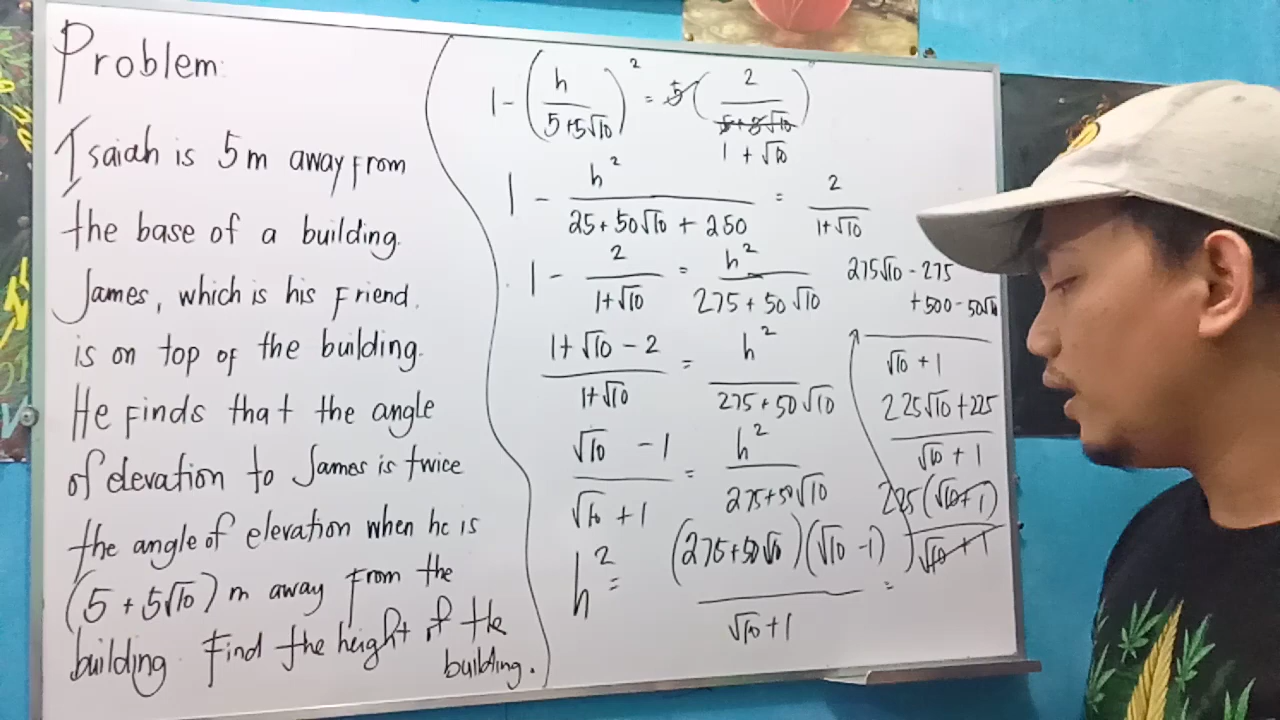 Problem:
Isaiah is 5m away from
the base of a building.
James, which is his friend,
is on top of the building.
He finds that the angle
of elevation to James is twice
the angle of elevation when he is
(5 + 5√10) m away from the
building. Find the height of the
building.
1 - (h / (5+5√10))² = 5 (2 / (5+5√10))
1 + √10
1 - h² / (25 + 50√10 + 250) = 2 / (1+√10)
1 - 2 / (1+√10) = h² / (275 + 50√10)
(1+√10 - 2) / (1+√10) = h² / (275 + 50√10)
(√10 - 1) / (√10 + 1) = h² / (275+50√10)
h² = (275+50√10)(√10 - 1) / (√10+1) =
275√10 - 275
+500 - 50√10
√10 + 1
225√10 + 225
√10 + 1
225(√10+1)
√10 + 1